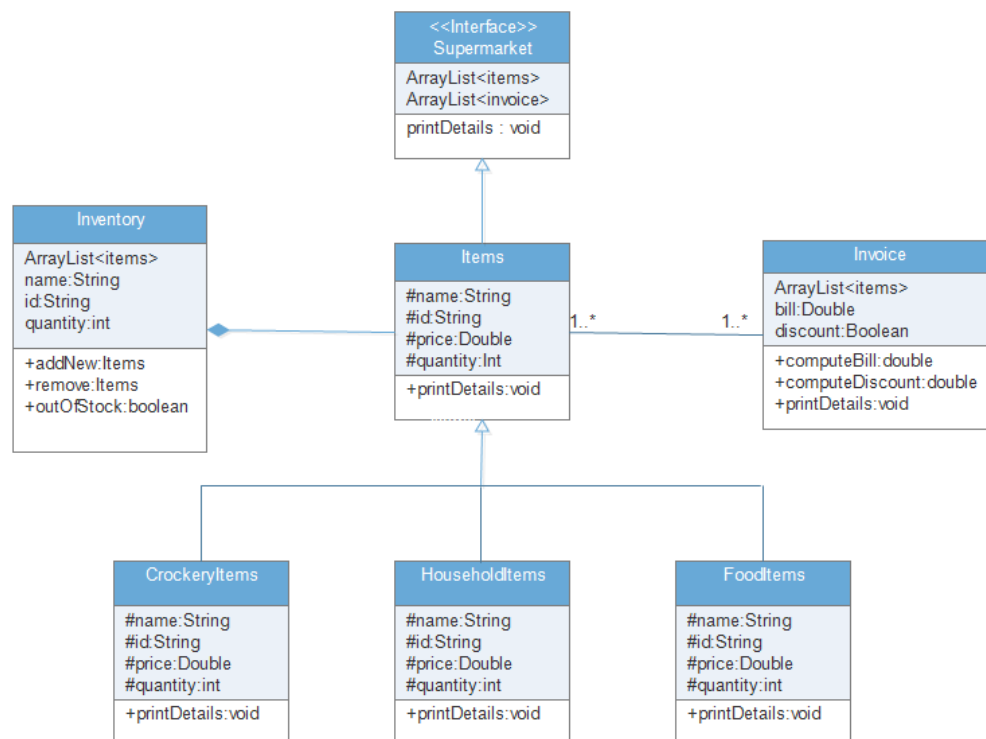 <<Interface>>
Supermarket
ArrayList<items>
ArrayList<invoice>
printDetails : void
Inventory
ArrayList<items>
name:String
id:String
quantity:int
+addNew:Items
+remove:Items
+outOfStock:boolean
Items
#name:String
#id:String
#price:Double
#quantity:Int
+printDetails:void
1..*
1..*
Invoice
ArrayList<items>
bill:Double
discount:Boolean
+computeBill:double
+computeDiscount:double
+printDetails:void
CrockeryItems
#name:String
#id:String
#price:Double
#quantity:int
+printDetails:void
HouseholdItems
#name:String
#id:String
#price:Double
#quantity:int
+printDetails:void
FoodItems
#name:String
#id:String
#price:Double
#quantity:int
+printDetails:void